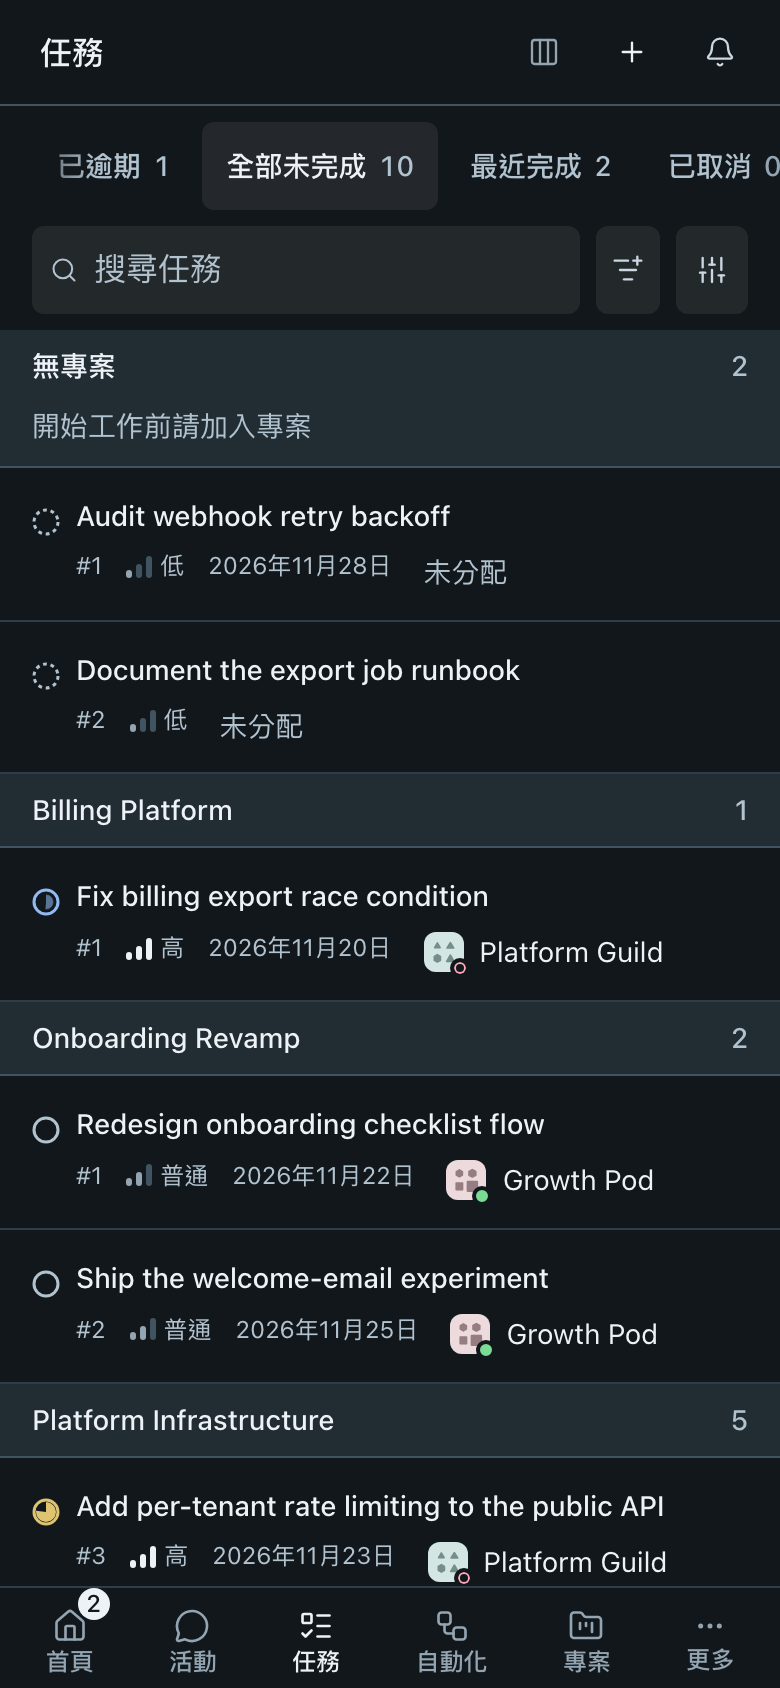 任務
已逾期 1 全部未完成 10 最近完成 2 已取消 0
搜尋任務
無專案 2
開始工作前請加入專案
Audit webhook retry backoff
#1 低 2026年11月28日 未分配
Document the export job runbook
#2 低 未分配
Billing Platform 1
Fix billing export race condition
#1 高 2026年11月20日 Platform Guild
Onboarding Revamp 2
Redesign onboarding checklist flow
#1 普通 2026年11月22日 Growth Pod
Ship the welcome-email experiment
#2 普通 2026年11月25日 Growth Pod
Platform Infrastructure 5
Add per-tenant rate limiting to the public API
#3 高 2026年11月23日 Platform Guild
2
首頁 活動 任務 自動化 專案 更多